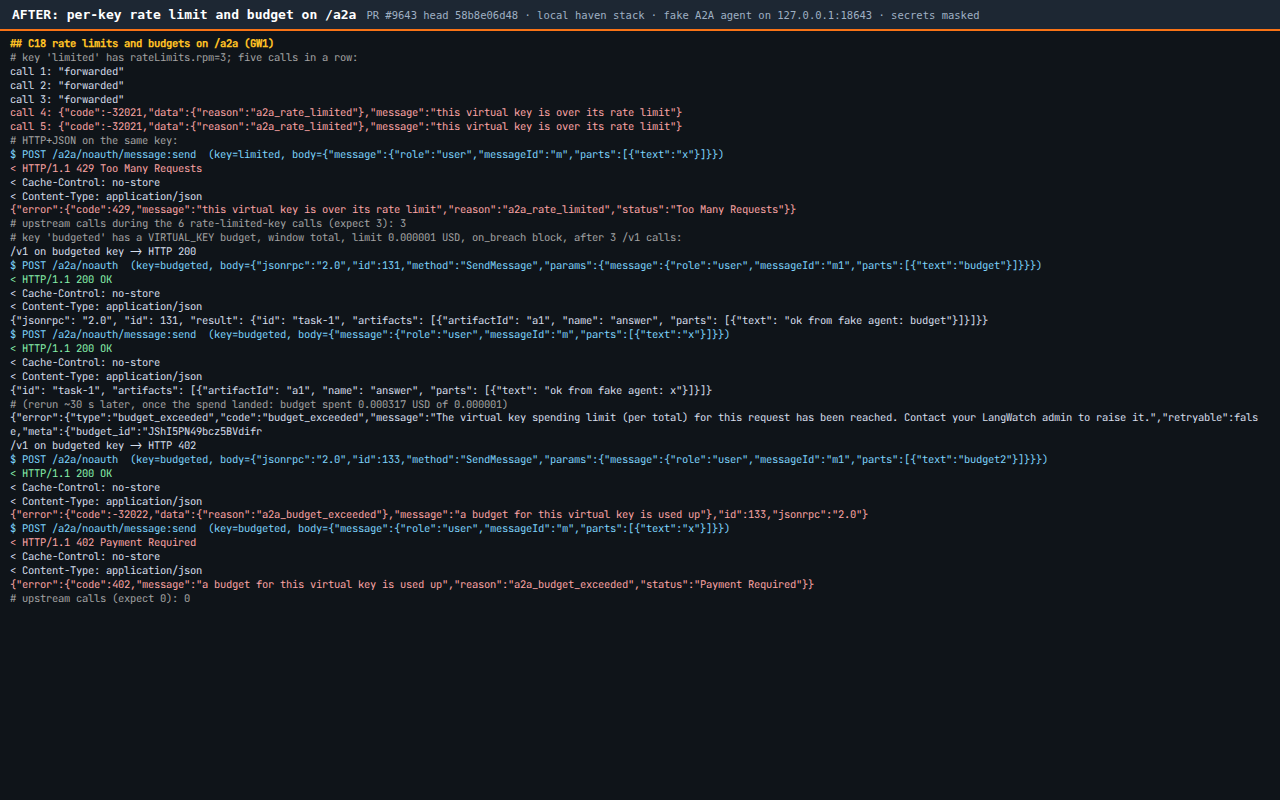 AFTER: per-key rate limit and budget on /a2a PR #9643 head 58b8e06d48 · local haven stack · fake A2A agent on 127.0.0.1:18643 · secrets masked
## C18 rate limits and budgets on /a2a (GW1)
# key 'limited' has rateLimits.rpm=3; five calls in a row:
call 1: "forwarded"
call 2: "forwarded"
call 3: "forwarded"
call 4: {"code":-32021,"data":{"reason":"a2a_rate_limited"},"message":"this virtual key is over its rate limit"}
call 5: {"code":-32021,"data":{"reason":"a2a_rate_limited"},"message":"this virtual key is over its rate limit"}
# HTTP+JSON on the same key:
$ POST /a2a/noauth/message:send  (key=limited, body={"message":{"role":"user","messageId":"m","parts":[{"text":"x"}]}})
< HTTP/1.1 429 Too Many Requests
< Cache-Control: no-store
< Content-Type: application/json
{"error":{"code":429,"message":"this virtual key is over its rate limit","reason":"a2a_rate_limited","status":"Too Many Requests"}}
# upstream calls during the 6 rate-limited-key calls (expect 3): 3
# key 'budgeted' has a VIRTUAL_KEY budget, window total, limit 0.000001 USD, on_breach block, after 3 /v1 calls:
/v1 on budgeted key → HTTP 200
$ POST /a2a/noauth  (key=budgeted, body={"jsonrpc":"2.0","id":131,"method":"SendMessage","params":{"message":{"role":"user","messageId":"m1","parts":[{"text":"budget"}]}}})
< HTTP/1.1 200 OK
< Cache-Control: no-store
< Content-Type: application/json
{"jsonrpc": "2.0", "id": 131, "result": {"id": "task-1", "artifacts": [{"artifactId": "a1", "name": "answer", "parts": [{"text": "ok from fake agent: budget"}]}]}}
$ POST /a2a/noauth/message:send  (key=budgeted, body={"message":{"role":"user","messageId":"m","parts":[{"text":"x"}]}})
< HTTP/1.1 200 OK
< Cache-Control: no-store
< Content-Type: application/json
{"id": "task-1", "artifacts": [{"artifactId": "a1", "name": "answer", "parts": [{"text": "ok from fake agent: x"}]}]}
# (rerun ~30 s later, once the spend landed: budget spent 0.000317 USD of 0.000001)
{"error":{"type":"budget_exceeded","code":"budget_exceeded","message":"The virtual key spending limit (per total) for this request has been reached. Contact your LangWatch admin to raise it.","retryable":fals
e,"meta":{"budget_id":"JShI5PN49bcz5BVdifr
/v1 on budgeted key → HTTP 402
$ POST /a2a/noauth  (key=budgeted, body={"jsonrpc":"2.0","id":133,"method":"SendMessage","params":{"message":{"role":"user","messageId":"m1","parts":[{"text":"budget2"}]}}})
< HTTP/1.1 200 OK
< Cache-Control: no-store
< Content-Type: application/json
{"error":{"code":-32022,"data":{"reason":"a2a_budget_exceeded"},"message":"a budget for this virtual key is used up"},"id":133,"jsonrpc":"2.0"}
$ POST /a2a/noauth/message:send  (key=budgeted, body={"message":{"role":"user","messageId":"m","parts":[{"text":"x"}]}})
< HTTP/1.1 402 Payment Required
< Cache-Control: no-store
< Content-Type: application/json
{"error":{"code":402,"message":"a budget for this virtual key is used up","reason":"a2a_budget_exceeded","status":"Payment Required"}}
# upstream calls (expect 0): 0